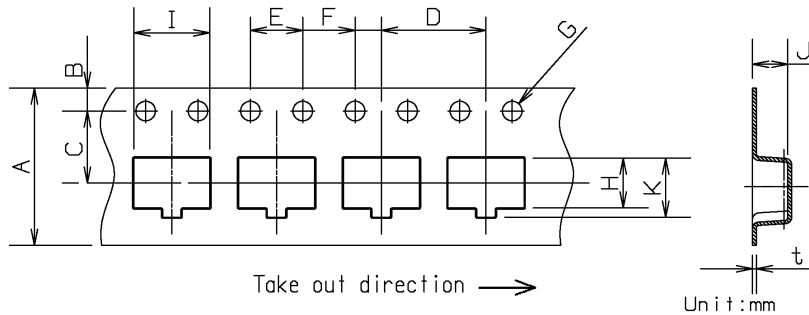 I E F D G
J
B
A C
H K
t
Take out direction
Unit:mm